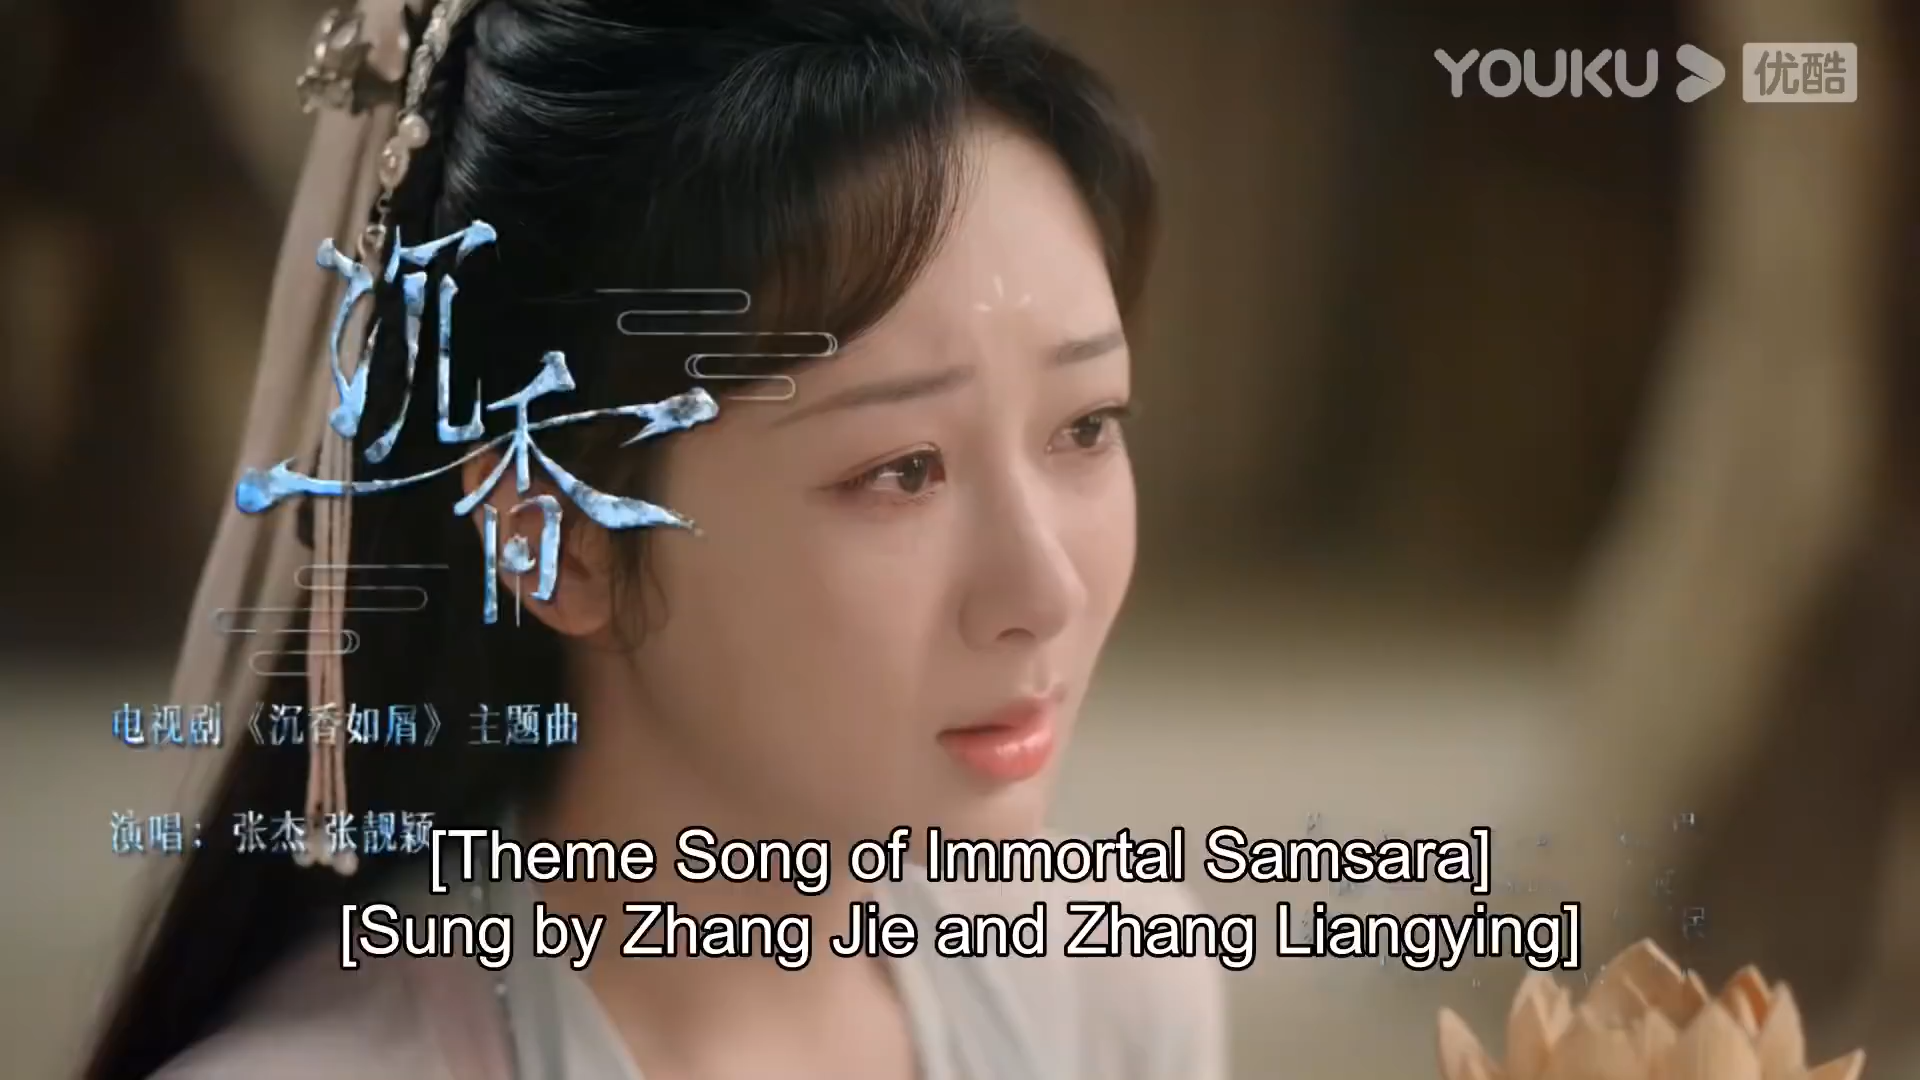 YOUKU 优酷
沉香
电视剧《沉香如屑》主题曲
演唱：张杰 张靓颖
[Theme Song of Immortal Samsara]
[Sung by Zhang Jie and Zhang Liangying]